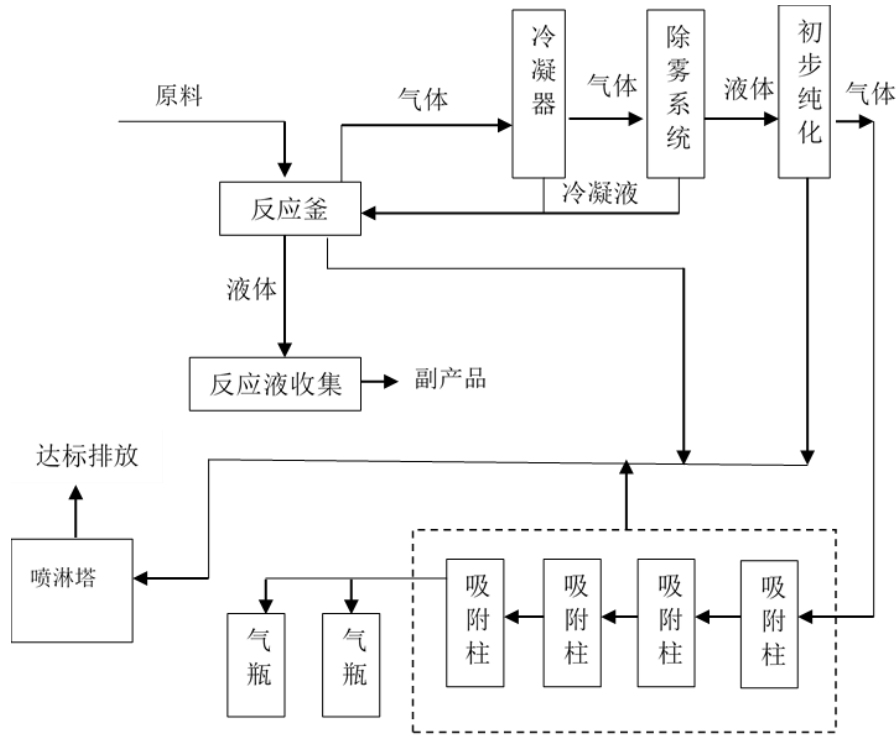 原料
气体
冷凝器
气体
除雾系统
液体
初步纯化
气体
反应釜
冷凝液
液体
反应液收集
副产品
达标排放
喷淋塔
气瓶
气瓶
吸附柱
吸附柱
吸附柱
吸附柱